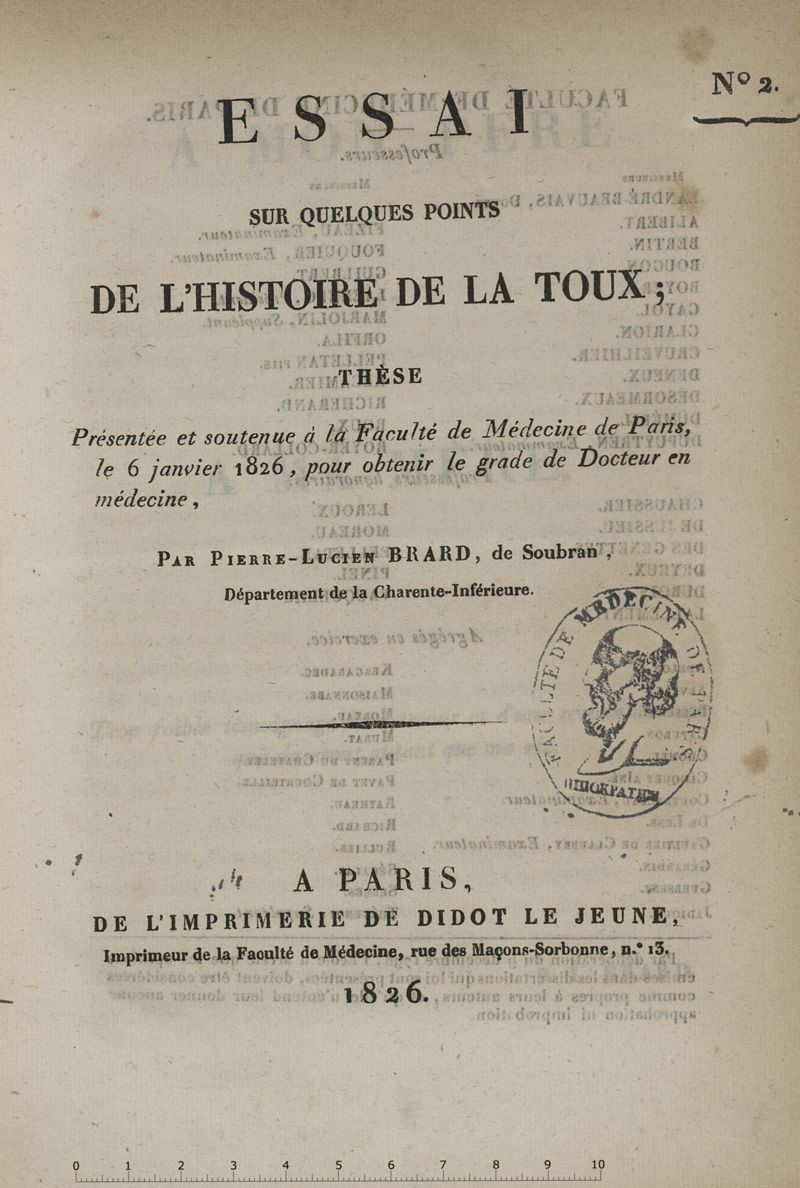 N° 2.
ESSAI
SUR QUELQUES POINTS
DE L'HISTOIRE DE LA TOUX;
THÈSE
Présentée et soutenue à la Faculté de Médecine de Paris,
le 6 janvier 1826, pour obtenir le grade de Docteur en
médecine,
PAR PIERRE-LUCIEN BRARD, de Soubran,
Département de la Charente-Inférieure.
FACULTÉ DE MÉDECINE DE
A PARIS,
DE L'IMPRIMERIE DE DIDOT LE JEUNE,
Imprimeur de la Faculté de Médecine, rue des Maçons-Sorbonne, n.° 13.
1826.
0 1 2 3 4 5 6 7 8 9 10